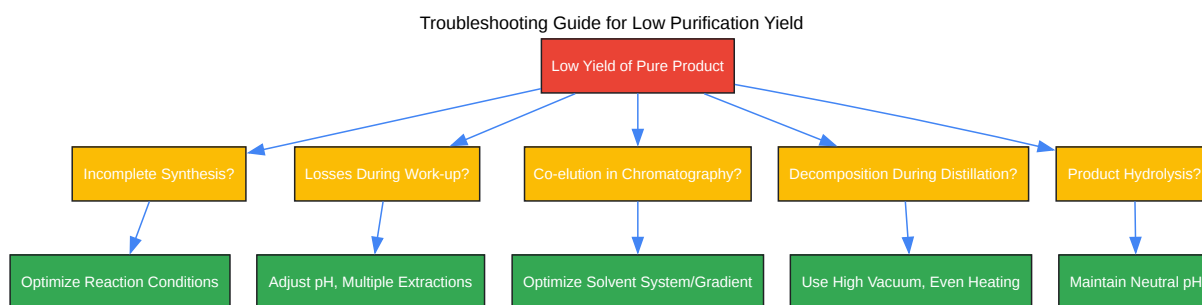 Troubleshooting Guide for Low Purification Yield
Low Yield of Pure Product
Incomplete Synthesis?
Losses During Work-up?
Co-elution in Chromatography?
Decomposition During Distillation?
Product Hydrolysis?
Optimize Reaction Conditions
Adjust pH, Multiple Extractions
Optimize Solvent System/Gradient
Use High Vacuum, Even Heating
Maintain Neutral pH